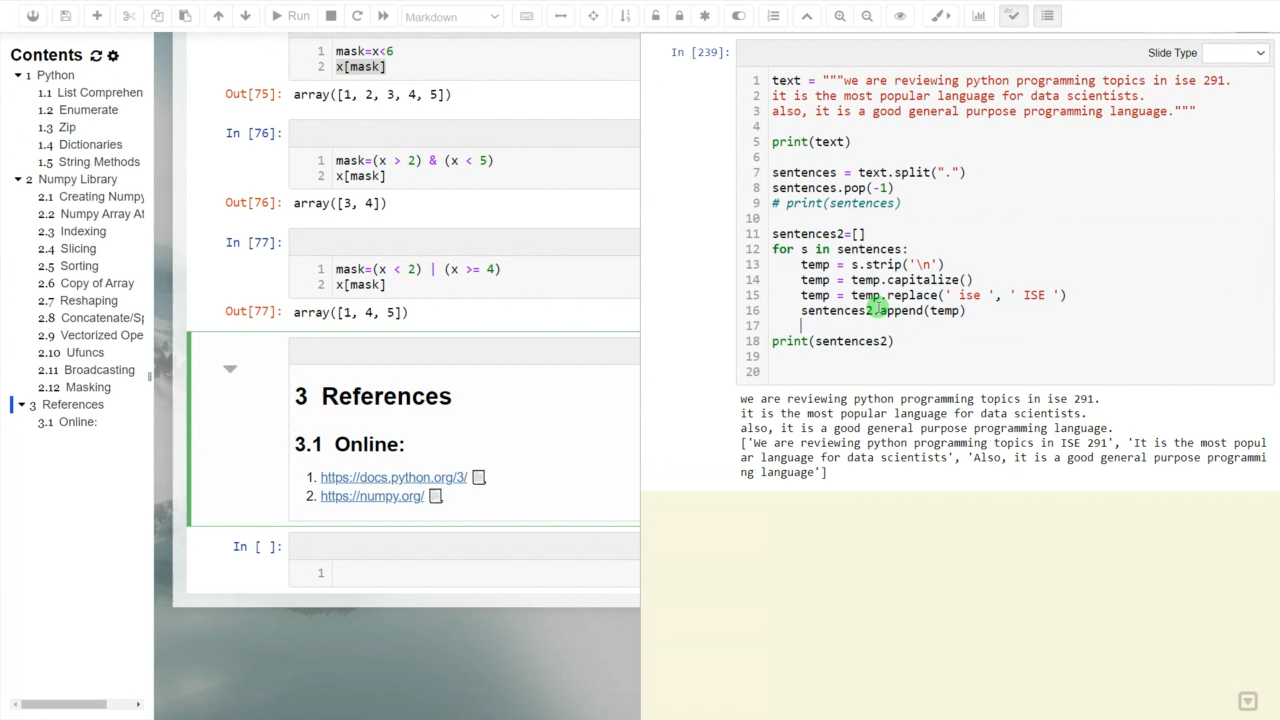 Run
Markdown
Contents
1 Python
1.1 List Comprehen
1.2 Enumerate
1.3 Zip
1.4 Dictionaries
1.5 String Methods
2 Numpy Library
2.1 Creating Numpy
2.2 Numpy Array At
2.3 Indexing
2.4 Slicing
2.5 Sorting
2.6 Copy of Array
2.7 Reshaping
2.8 Concatenate/Sp
2.9 Vectorized Ope
2.10 Ufuncs
2.11 Broadcasting
2.12 Masking
3 References
3.1 Online:
1 mask=x<6
2 x[mask]
Out[75]: array([1, 2, 3, 4, 5])
In [76]:
1 mask=(x > 2) & (x < 5)
2 x[mask]
Out[76]: array([3, 4])
In [77]:
1 mask=(x < 2) | (x >= 4)
2 x[mask]
Out[77]: array([1, 4, 5])
3 References
3.1 Online:
1. https://docs.python.org/3/
2. https://numpy.org/
In [ ]:
1
In [239]:
Slide Type
1 text = """we are reviewing python programming topics in ise 291.
2 it is the most popular language for data scientists.
3 also, it is a good general purpose programming language."""
4
5 print(text)
6
7 sentences = text.split(".")
8 sentences.pop(-1)
9 # print(sentences)
10
11 sentences2=[]
12 for s in sentences:
13 temp = s.strip('\n')
14 temp = temp.capitalize()
15 temp = temp.replace(' ise ', ' ISE ')
16 sentences2.append(temp)
17
18 print(sentences2)
19
20
we are reviewing python programming topics in ise 291.
it is the most popular language for data scientists.
also, it is a good general purpose programming language.
['We are reviewing python programming topics in ISE 291', 'It is the most popul
ar language for data scientists', 'Also, it is a good general purpose programmi
ng language']